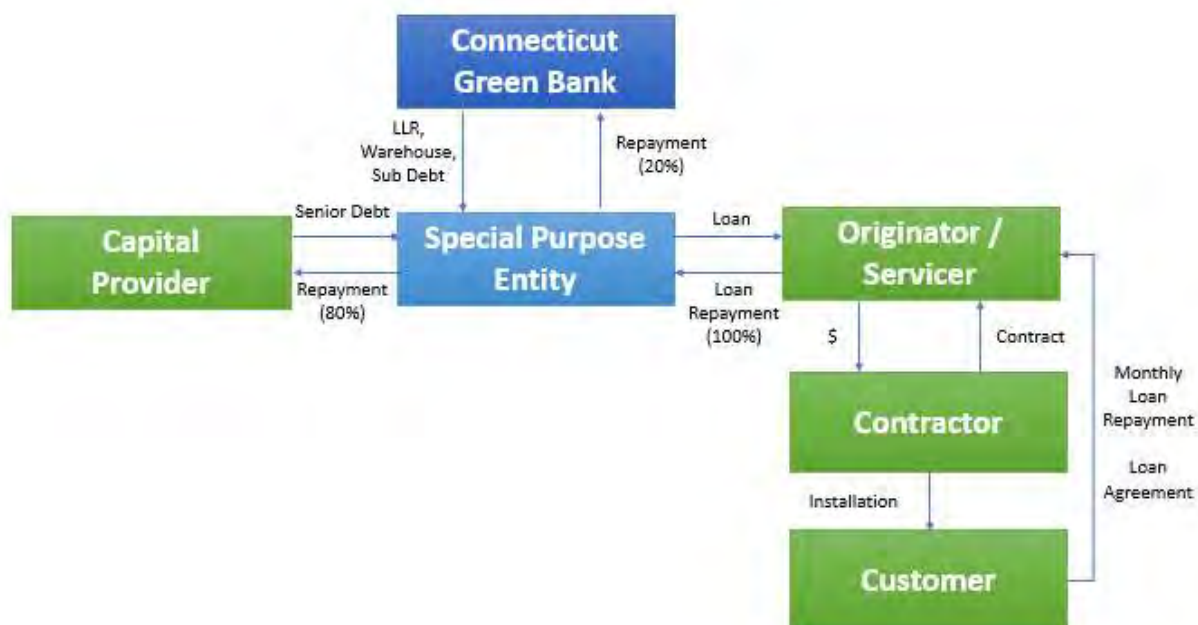 Connecticut
Green Bank
LLR,
Warehouse,
Sub Debt
Repayment
(20%)
Senior Debt
Capital
Provider
Repayment
(80%)
Special Purpose
Entity
Loan
Loan
Repayment
(100%)
Originator /
Servicer
$
Contract
Contractor
Monthly
Loan
Repayment
Loan
Agreement
Installation
Customer